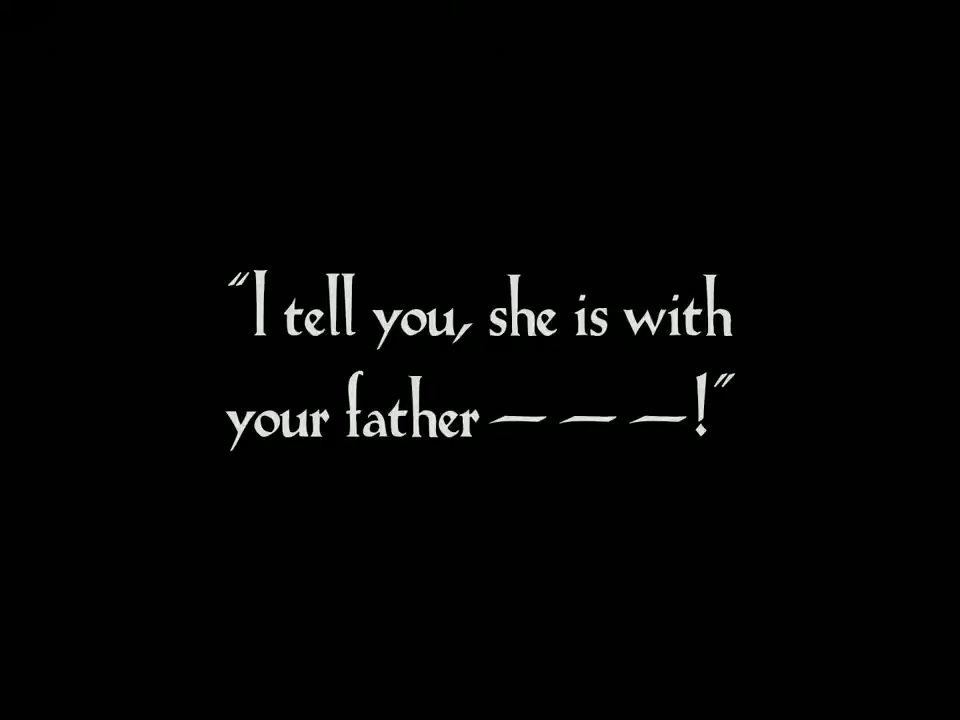 "I tell you, she is with
your father — — —!"